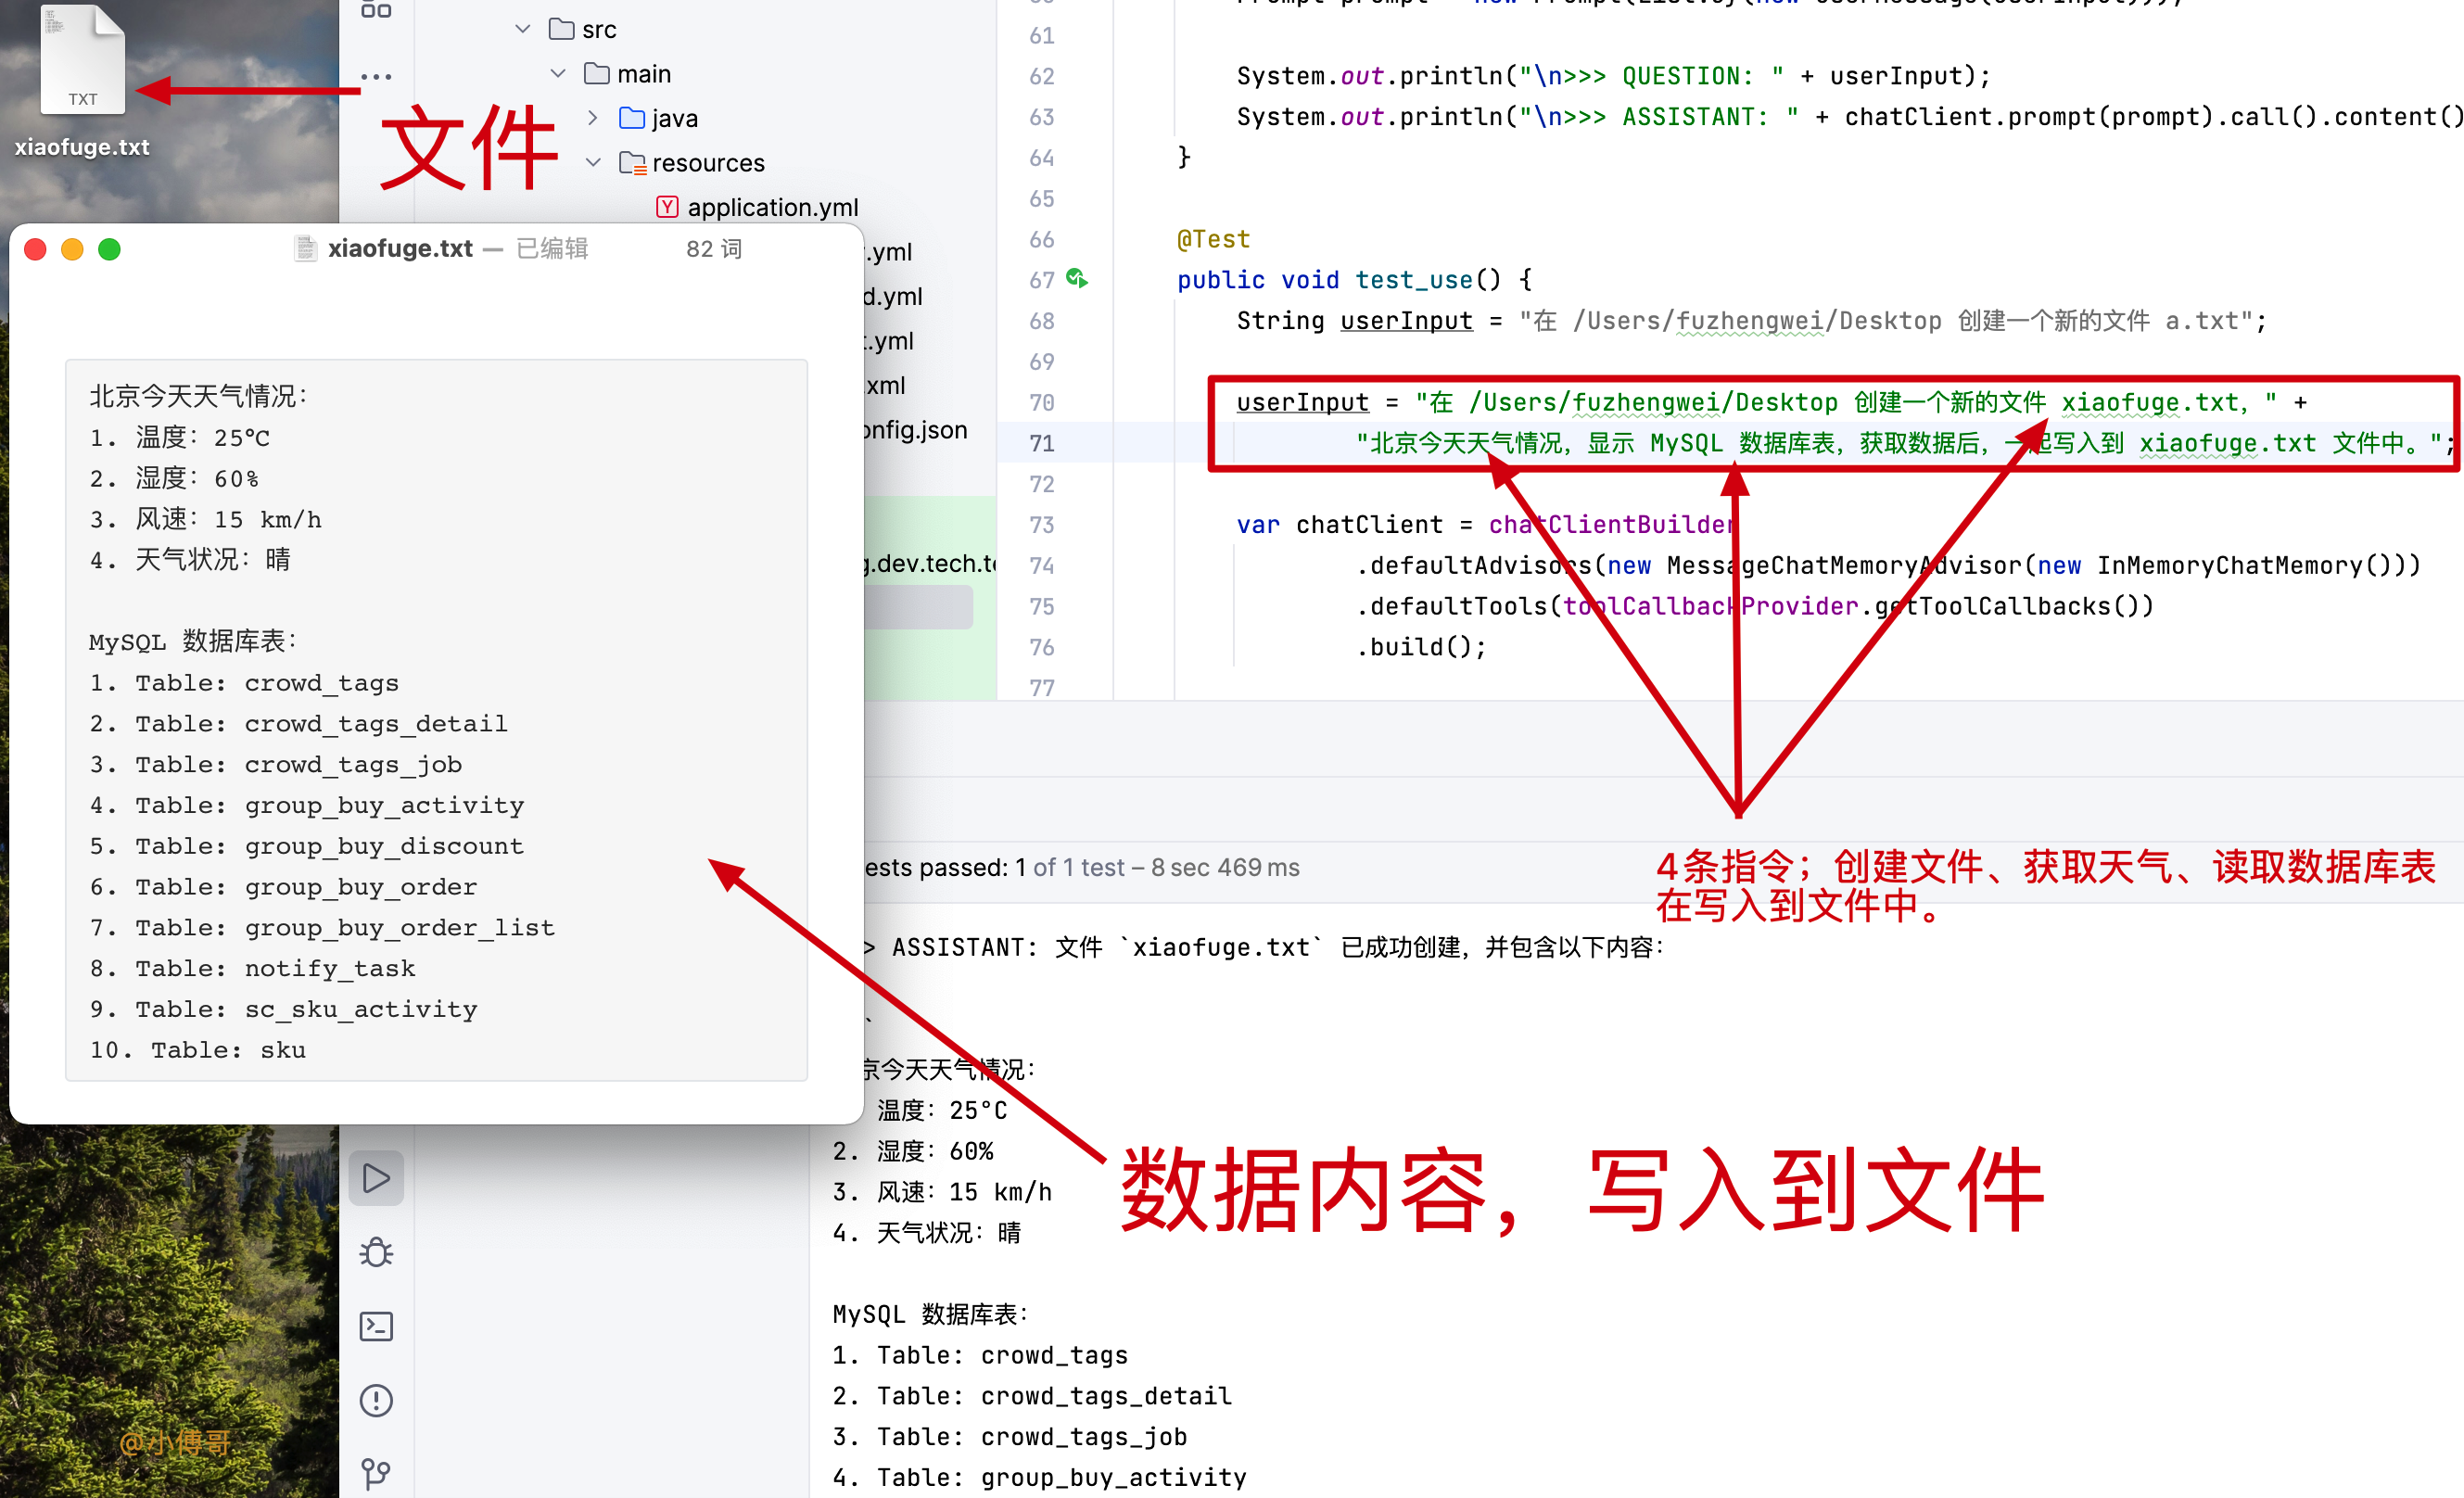 TXT
xiaofuge.txt
文件
src
main
java
resources
application.yml
.yml
d.yml
t.yml
.xml
onfig.json
g.dev.tech.te
xiaofuge.txt — 已编辑 82 词
北京今天天气情况：
1. 温度：25°C
2. 湿度：60%
3. 风速：15 km/h
4. 天气状况：晴
MySQL 数据库表：
1. Table: crowd_tags
2. Table: crowd_tags_detail
3. Table: crowd_tags_job
4. Table: group_buy_activity
5. Table: group_buy_discount
6. Table: group_buy_order
7. Table: group_buy_order_list
8. Table: notify_task
9. Table: sc_sku_activity
10. Table: sku
61
62 System.out.println("\n>>> QUESTION: " + userInput);
63 System.out.println("\n>>> ASSISTANT: " + chatClient.prompt(prompt).call().content()
64 }
65
66 @Test
67 public void test_use() {
68 String userInput = "在 /Users/fuzhengwei/Desktop 创建一个新的文件 a.txt";
69
70 userInput = "在 /Users/fuzhengwei/Desktop 创建一个新的文件 xiaofuge.txt，" +
71 "北京今天天气情况，显示 MySQL 数据库表，获取数据后，一起写入到 xiaofuge.txt 文件中。";
72
73 var chatClient = chatClientBuilder
74 .defaultAdvisors(new MessageChatMemoryAdvisor(new InMemoryChatMemory()))
75 .defaultTools(toolCallbackProvider.getToolCallbacks())
76 .build();
77
4条指令；创建文件、获取天气、读取数据库表
在写入到文件中。
ests passed: 1 of 1 test – 8 sec 469 ms
> ASSISTANT: 文件 `xiaofuge.txt` 已成功创建，并包含以下内容：
`
京今天天气情况：
温度：25°C
2. 湿度：60%
3. 风速：15 km/h
4. 天气状况：晴
数据内容，写入到文件
MySQL 数据库表：
1. Table: crowd_tags
2. Table: crowd_tags_detail
3. Table: crowd_tags_job
4. Table: group_buy_activity
@小傅哥